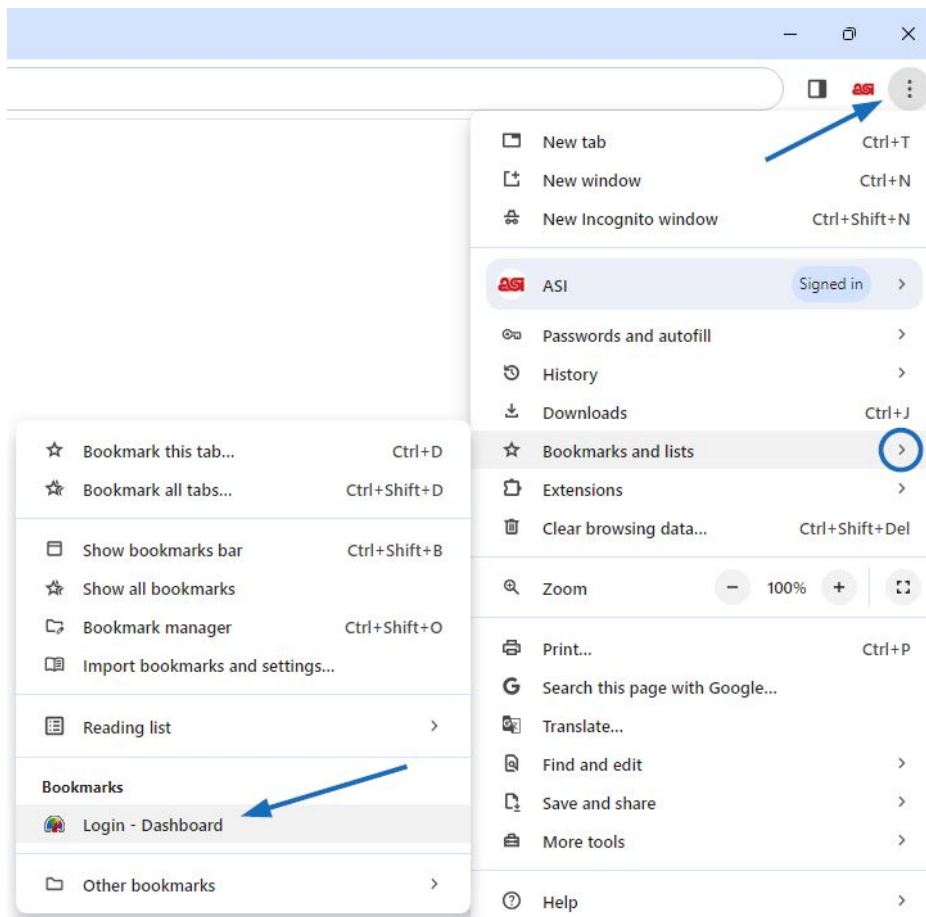 asi
New tab Ctrl+T
New window Ctrl+N
New Incognito window Ctrl+Shift+N
asi ASI Signed in
Passwords and autofill
History
Downloads Ctrl+J
Bookmarks and lists
Extensions
Clear browsing data... Ctrl+Shift+Del
Zoom − 100% +
Print... Ctrl+P
G Search this page with Google...
Translate...
Find and edit
Save and share
More tools
Help
Bookmark this tab... Ctrl+D
Bookmark all tabs... Ctrl+Shift+D
Show bookmarks bar Ctrl+Shift+B
Show all bookmarks
Bookmark manager Ctrl+Shift+O
Import bookmarks and settings...
Reading list
Bookmarks
Login - Dashboard
Other bookmarks